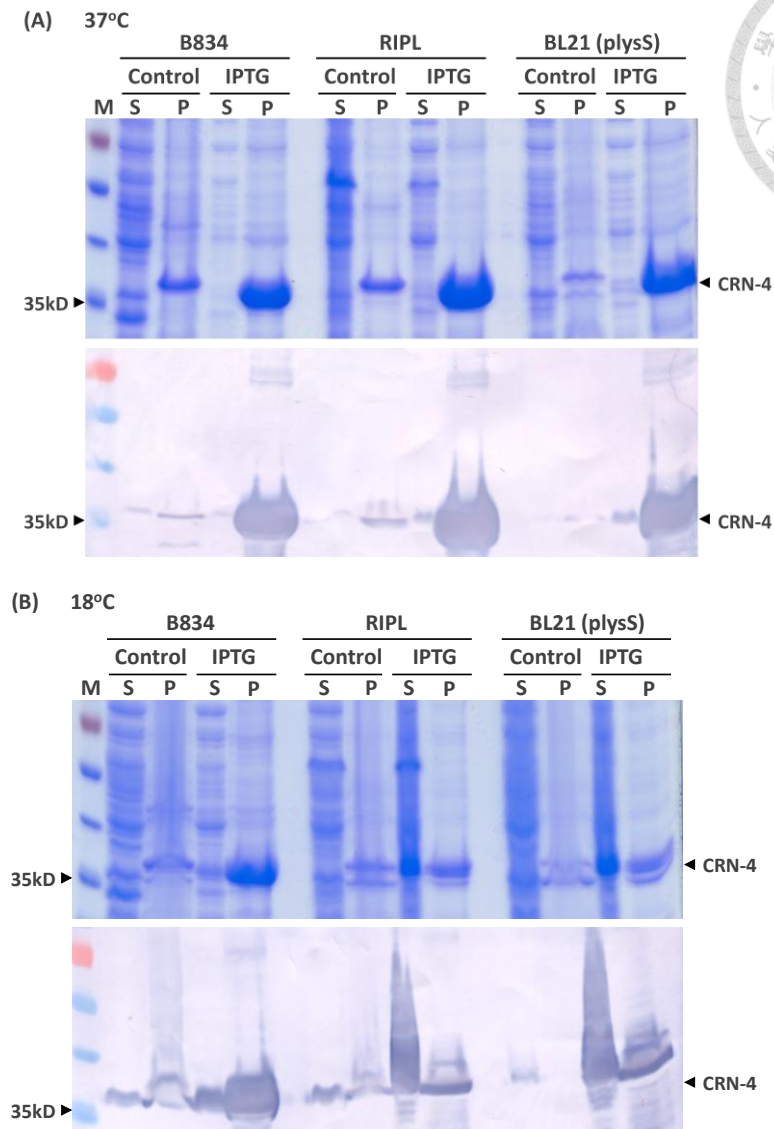 (A) 37°C
B834 RIPL BL21 (plysS)
Control IPTG Control IPTG Control IPTG
M S P S P S P S P S P S P
CRN-4
35kD
35kD CRN-4
(B) 18°C
B834 RIPL BL21 (plysS)
Control IPTG Control IPTG Control IPTG
M S P S P S P S P S P S P
CRN-4
35kD
CRN-4
35kD